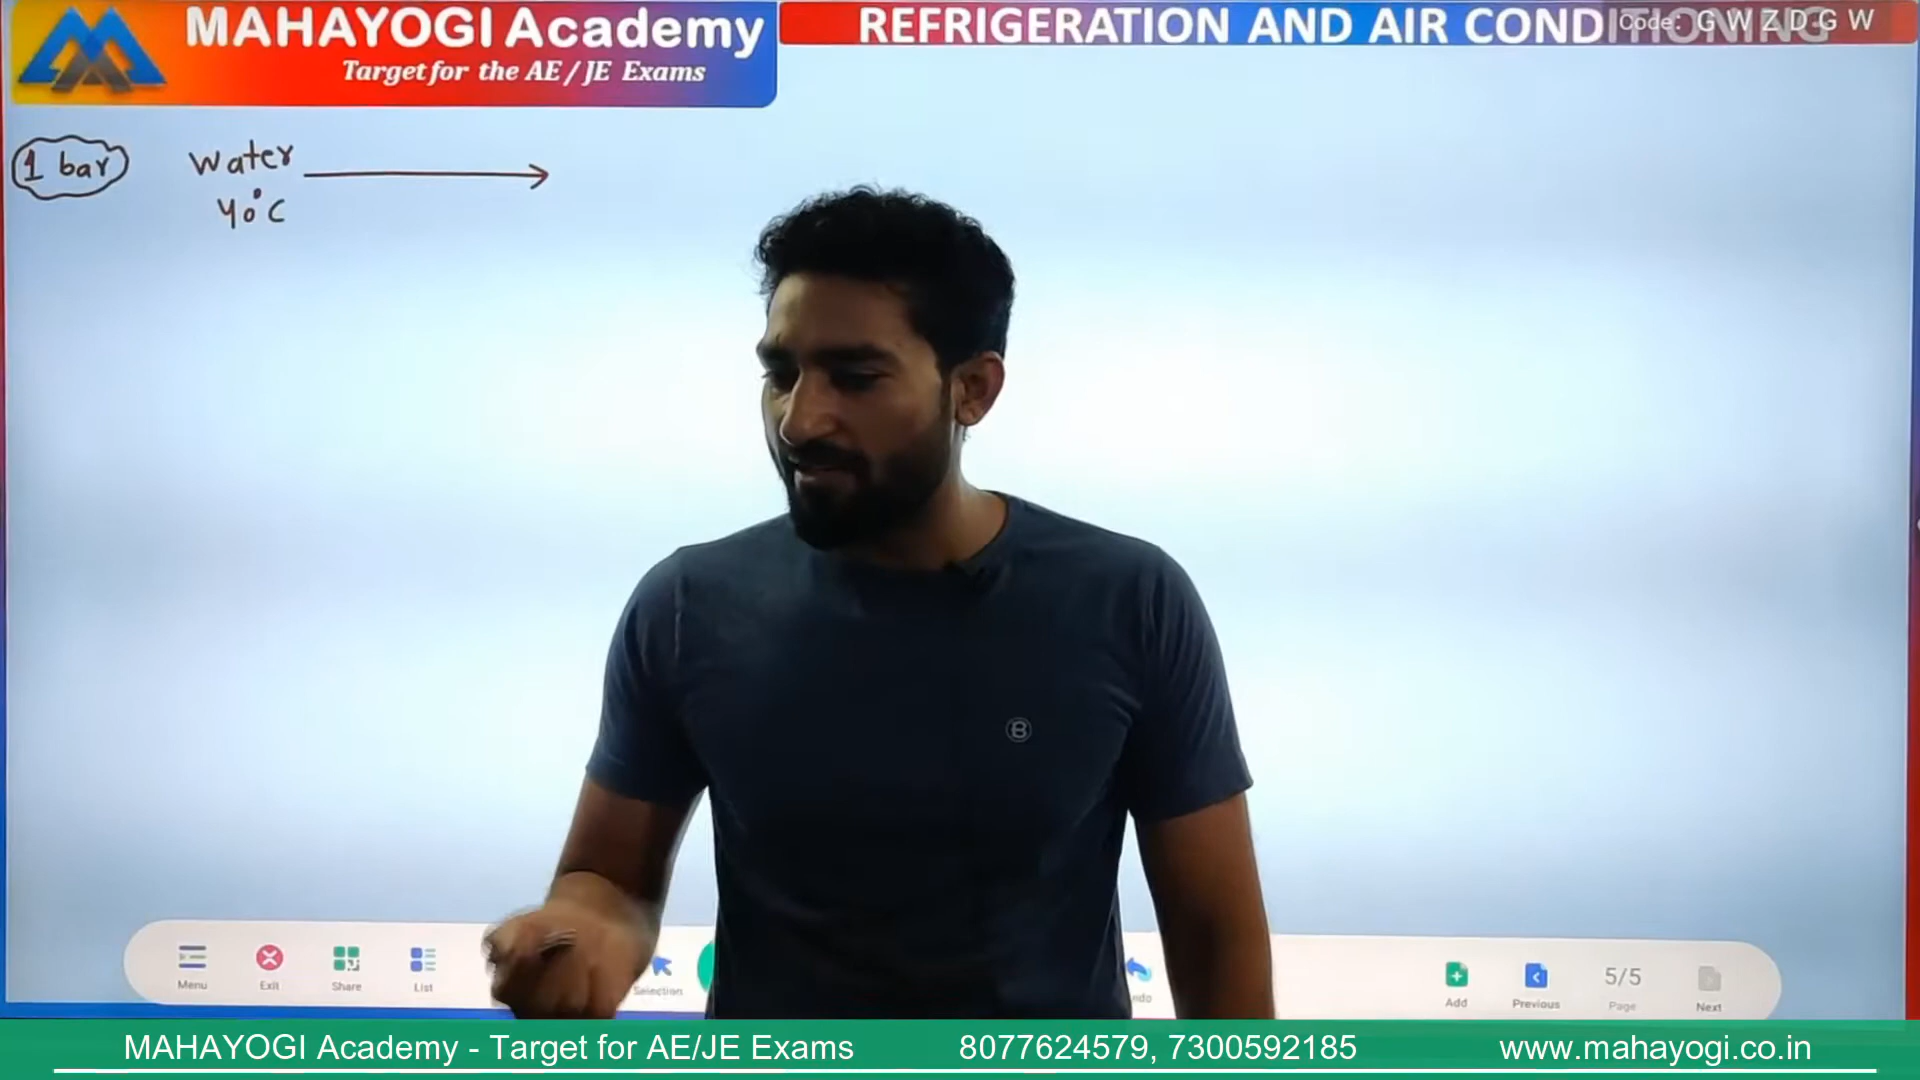 MAHAYOGI Academy
Target for the AE / JE Exams
REFRIGERATION AND AIR CONDITIONING
Code: G W Z D G W
1 bar
Water
40°C
Menu
Exit
Share
List
Selection
Add
Previous
5/5
Page
Next
MAHAYOGI Academy - Target for AE/JE Exams
8077624579, 7300592185
www.mahayogi.co.in